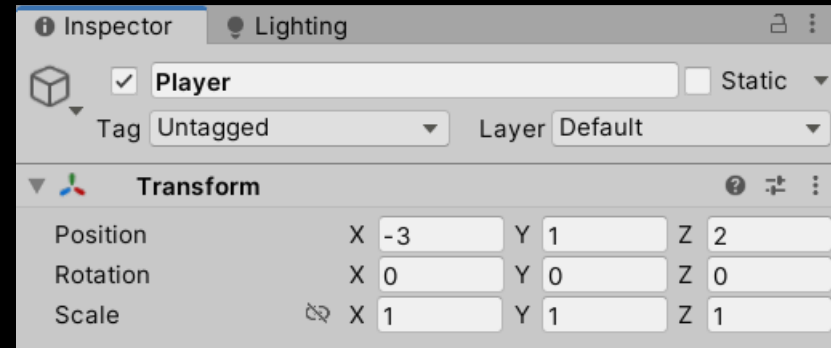 Inspector Lighting
Player Static
Tag Untagged Layer Default
Transform
Position X -3 Y 1 Z 2
Rotation X 0 Y 0 Z 0
Scale X 1 Y 1 Z 1